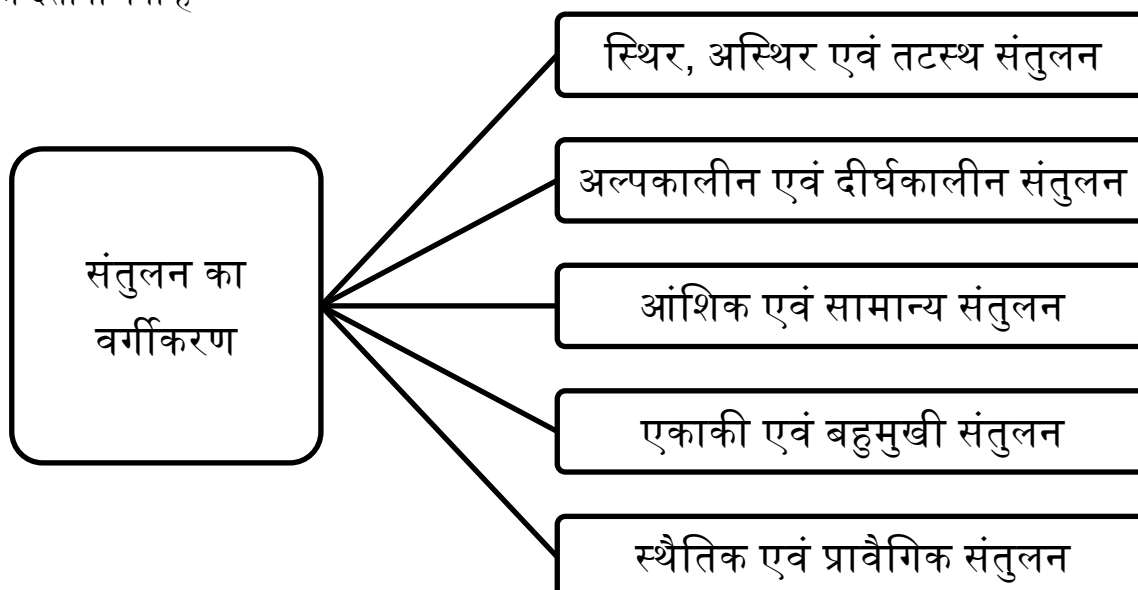 स्थिर, अस्थिर एवं तटस्थ संतुलन
अल्पकालीन एवं दीर्घकालीन संतुलन
संतुलन का
वर्गीकरण
आंशिक एवं सामान्य संतुलन
एकाकी एवं बहुमुखी संतुलन
स्थैतिक एवं प्रावैगिक संतुलन